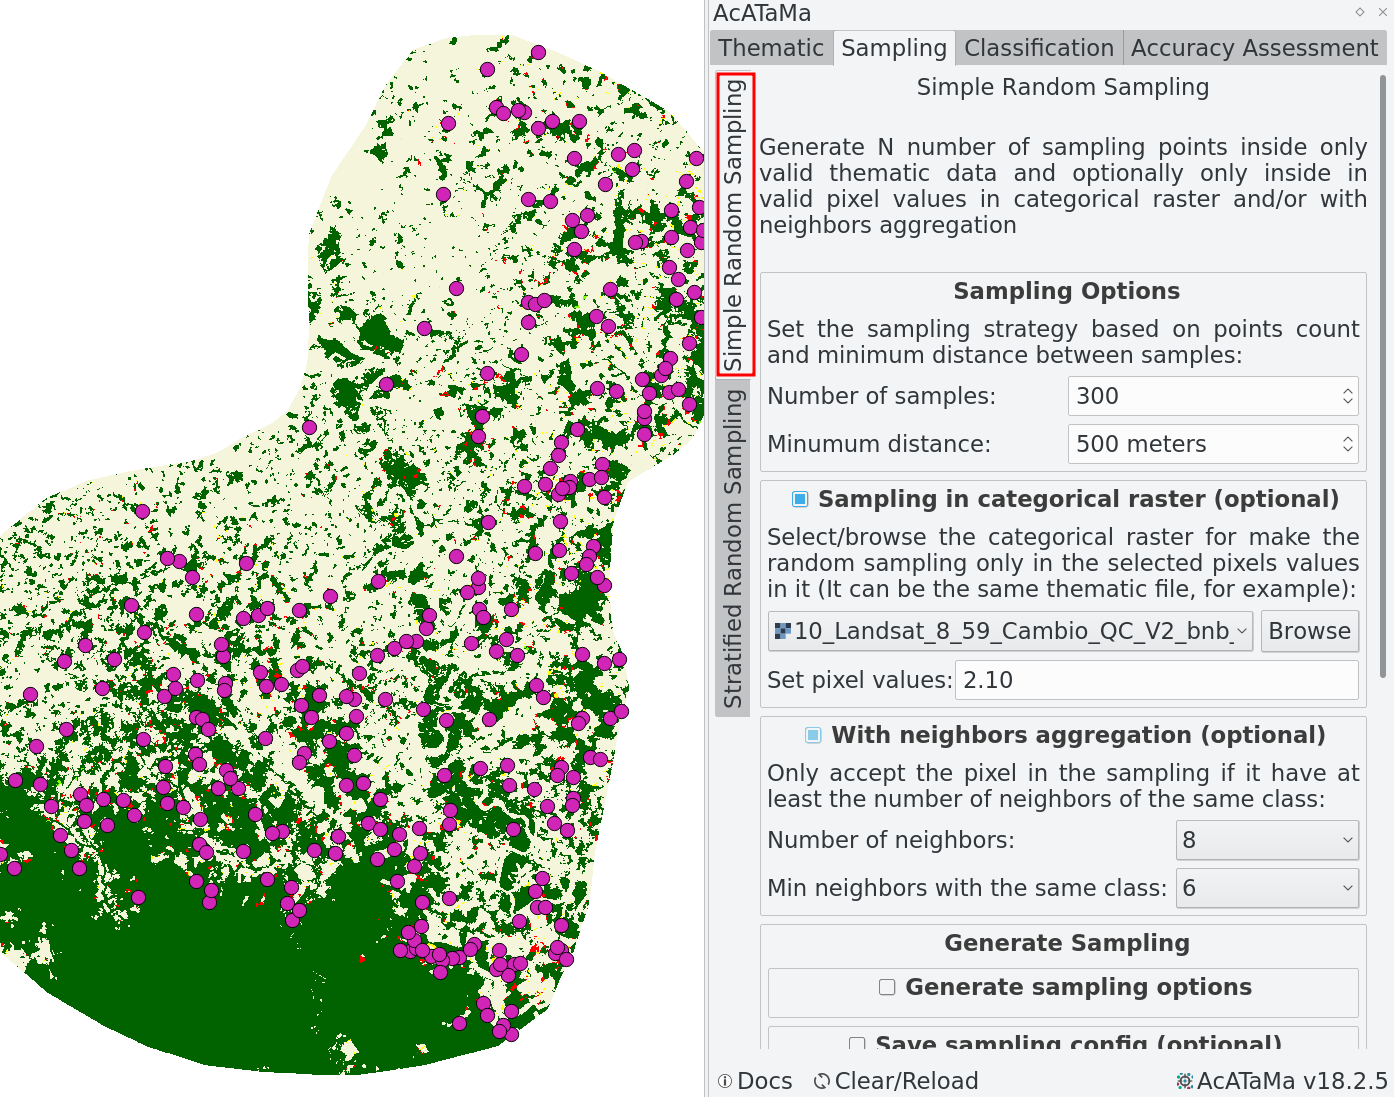 AcATaMa
Thematic
Sampling
Classification
Accuracy Assessment
Simple Random Sampling
Stratified Random Sampling
Simple Random Sampling
Generate N number of sampling points inside only
valid thematic data and optionally only inside in
valid pixel values in categorical raster and/or with
neighbors aggregation
Sampling Options
Set the sampling strategy based on points count
and minimum distance between samples:
Number of samples: 300
Minumum distance: 500 meters
Sampling in categorical raster (optional)
Select/browse the categorical raster for make the
random sampling only in the selected pixels values
in it (It can be the same thematic file, for example):
10_Landsat_8_59_Cambio_QC_V2_bnb_ Browse
Set pixel values: 2.10
With neighbors aggregation (optional)
Only accept the pixel in the sampling if it have at
least the number of neighbors of the same class:
Number of neighbors: 8
Min neighbors with the same class: 6
Generate Sampling
Generate sampling options
Save sampling config (optional)
Docs Clear/Reload AcATaMa v18.2.5